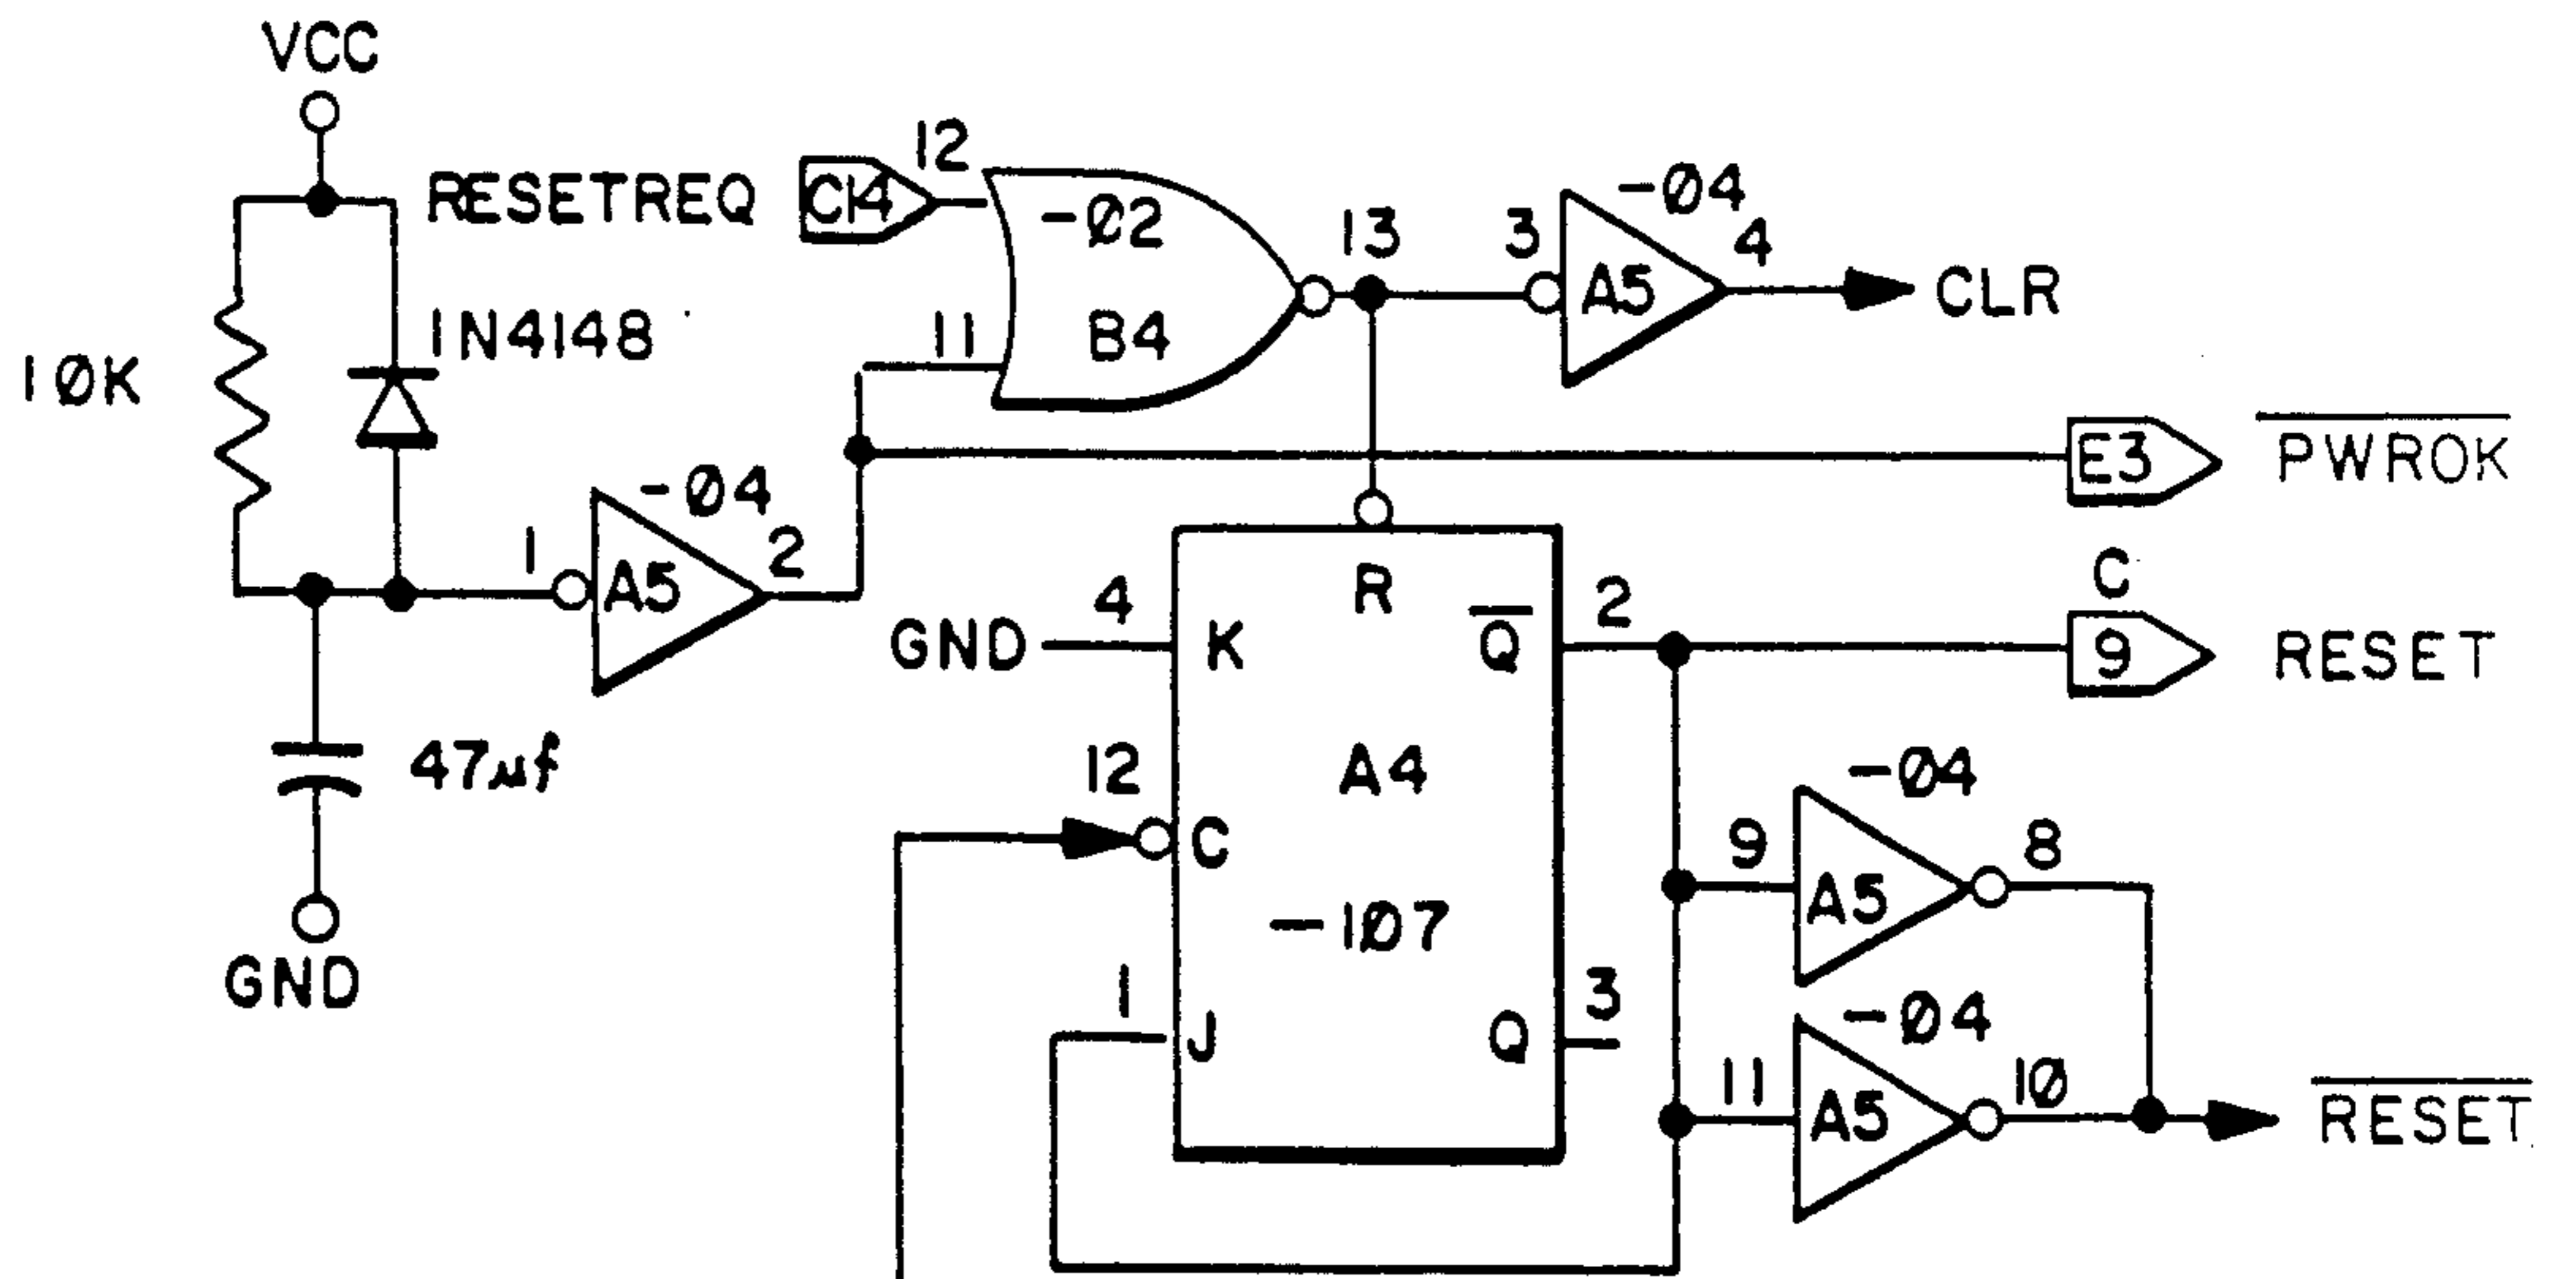 VCC
12
RESETREQ
C14
-Ø2
13
3
-Ø4
4
A5
CLR
1N4148
11
B4
1ØK
E3
PWROK
-Ø4
1
A5
2
C
4
R
2
GND
K
Q
9
RESET
47µf
12
A4
-Ø4
C
9
8
A5
-1Ø7
GND
1
J
Q
3
-Ø4
11
1Ø
A5
RESET